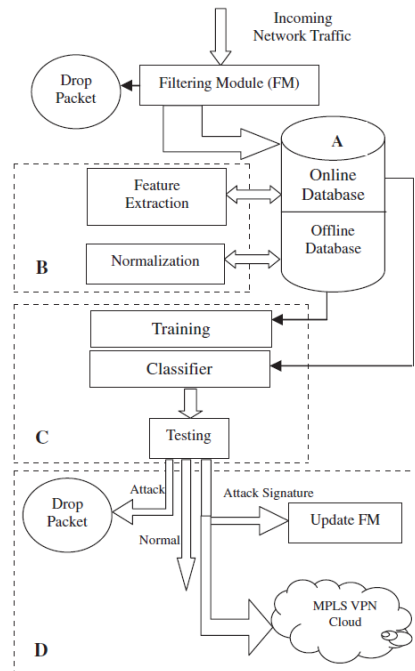 Incoming
Network Traffic
Drop
Packet
Filtering Module (FM)
A
Online
Database
Offline
Database
Feature
Extraction
Normalization
B
Training
Classifier
Testing
C
Attack
Normal
Attack Signature
Drop
Packet
Update FM
MPLS VPN
Cloud
D